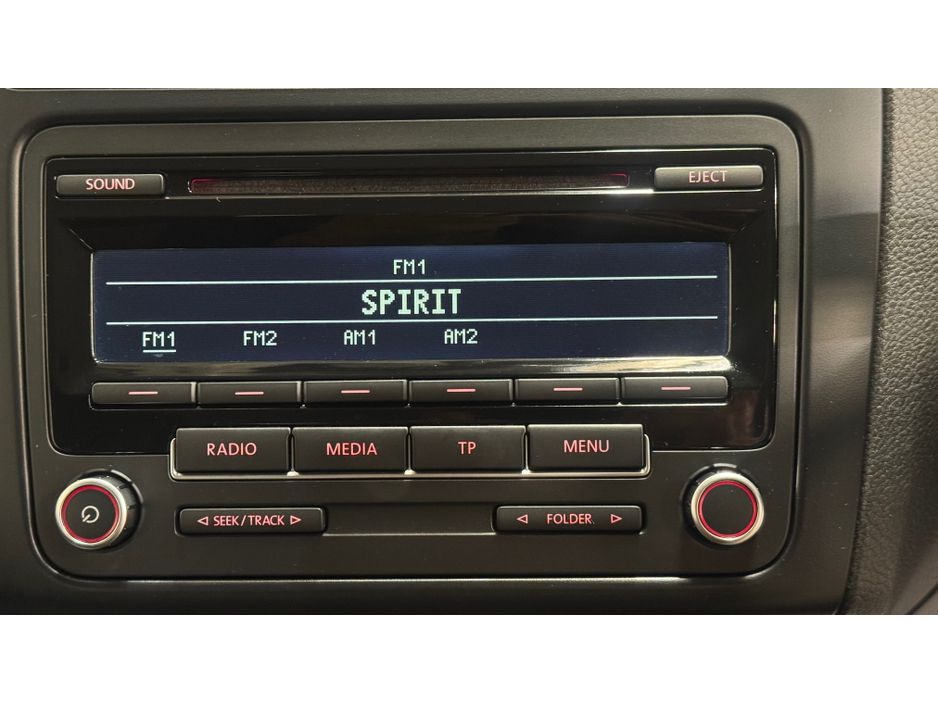 SOUND
EJECT
FM1
SPIRIT
FM1 FM2 AM1 AM2
RADIO MEDIA TP MENU
SEEK/TRACK
FOLDER